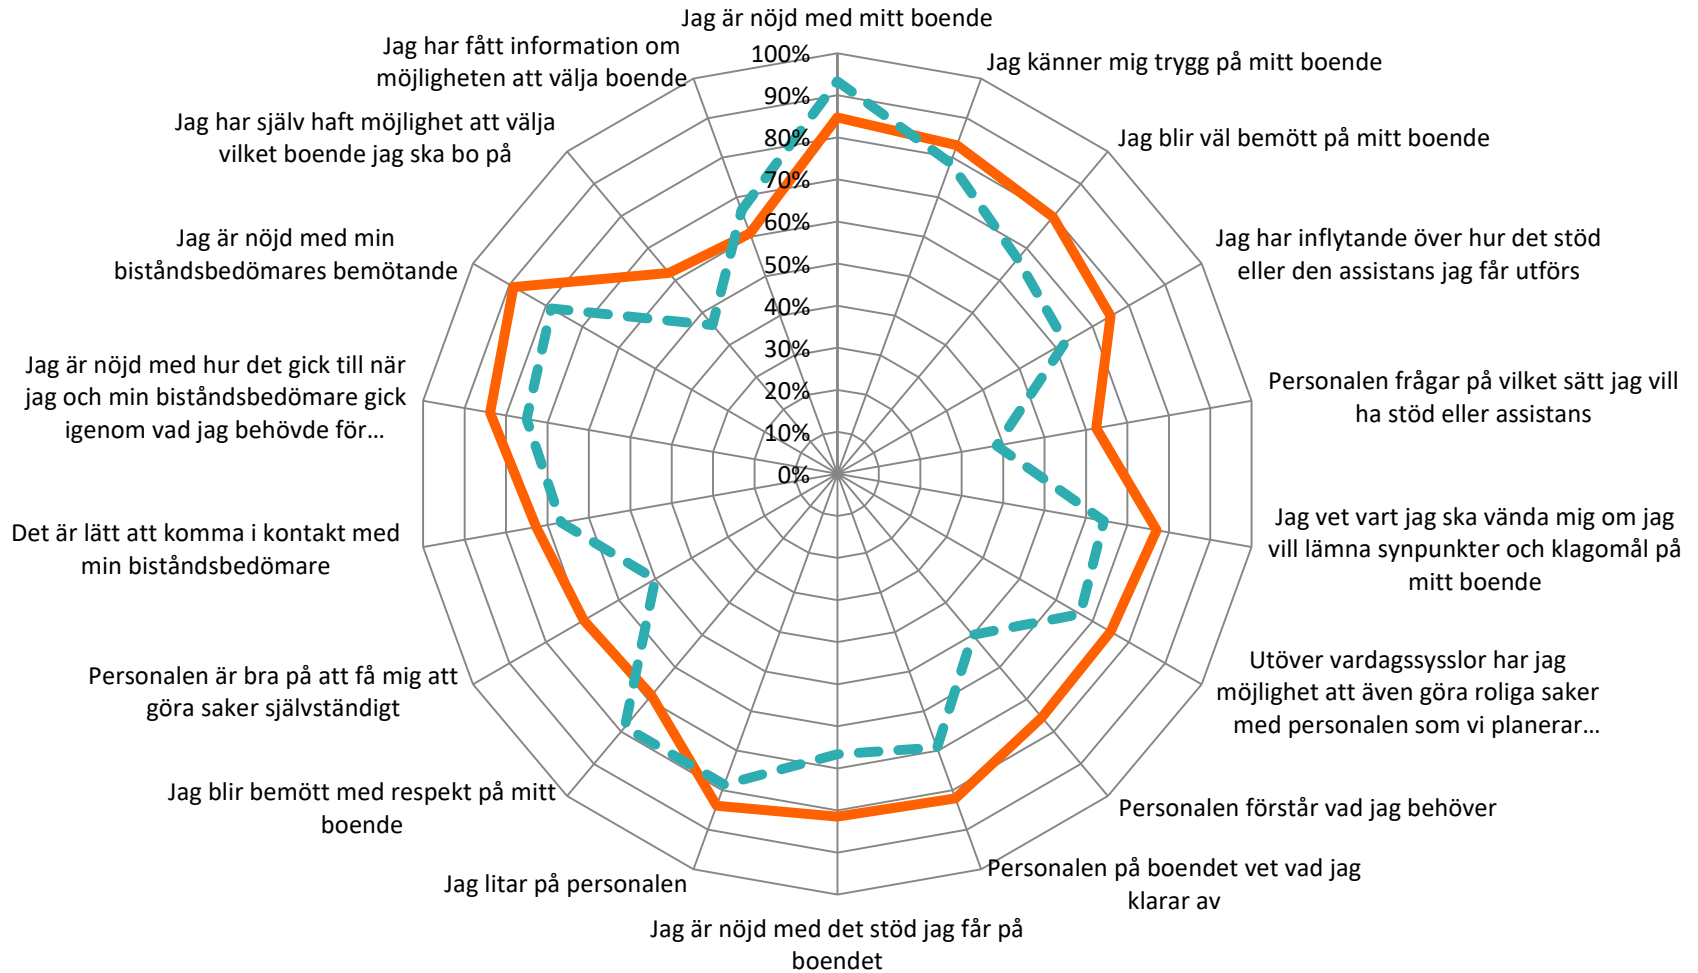 Jag är nöjd med mitt boende
Jag känner mig trygg på mitt boende
Jag blir väl bemött på mitt boende
Jag har inflytande över hur det stöd
eller den assistans jag får utförs
Personalen frågar på vilket sätt jag vill
ha stöd eller assistans
Jag vet vart jag ska vända mig om jag
vill lämna synpunkter och klagomål på
mitt boende
Utöver vardagssysslor har jag
möjlighet att även göra roliga saker
med personalen som vi planerar...
Personalen förstår vad jag behöver
Personalen på boendet vet vad jag
klarar av
Jag är nöjd med det stöd jag får på
boendet
Jag litar på personalen
Jag blir bemött med respekt på mitt
boende
Personalen är bra på att få mig att
göra saker självständigt
Det är lätt att komma i kontakt med
min biståndsbedömare
Jag är nöjd med hur det gick till när
jag och min biståndsbedömare gick
igenom vad jag behövde för...
Jag är nöjd med min
biståndsbedömares bemötande
Jag har själv haft möjlighet att välja
vilket boende jag ska bo på
Jag har fått information om
möjligheten att välja boende
100%
90%
80%
70%
60%
50%
40%
30%
20%
10%
0%